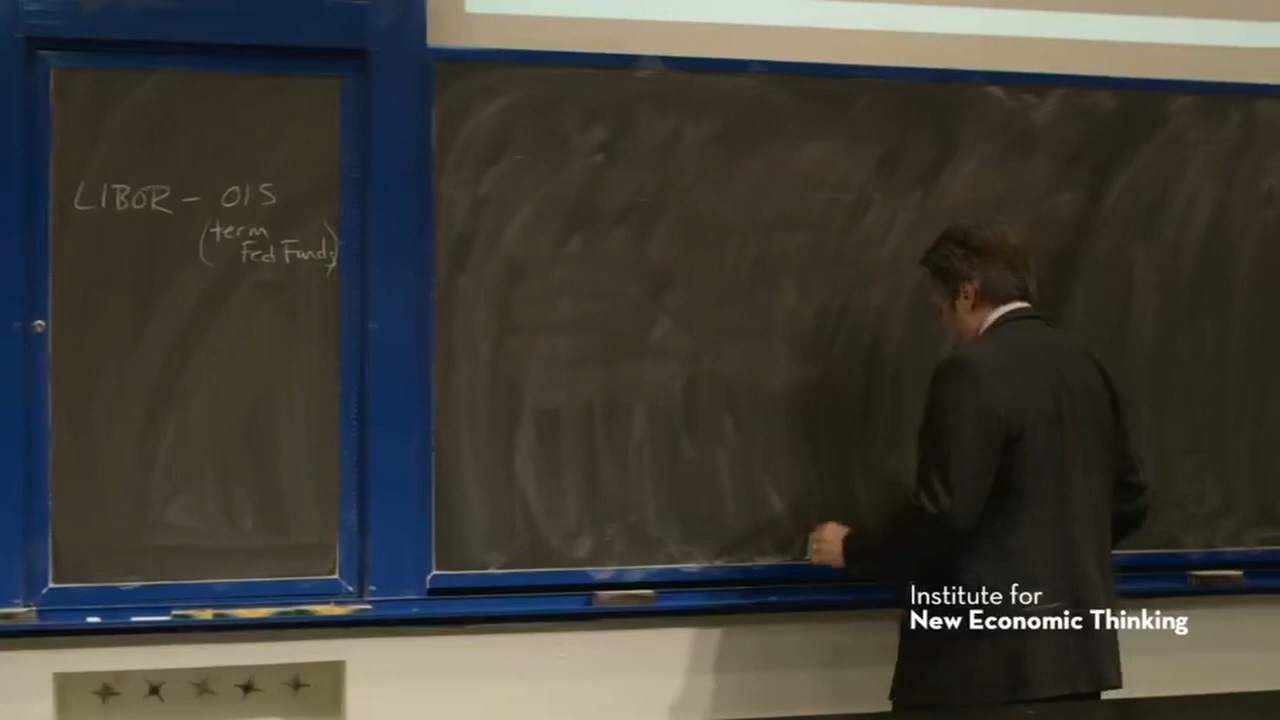 LIBOR - OIS
(term
Fed Funds)
Institute for
New Economic Thinking